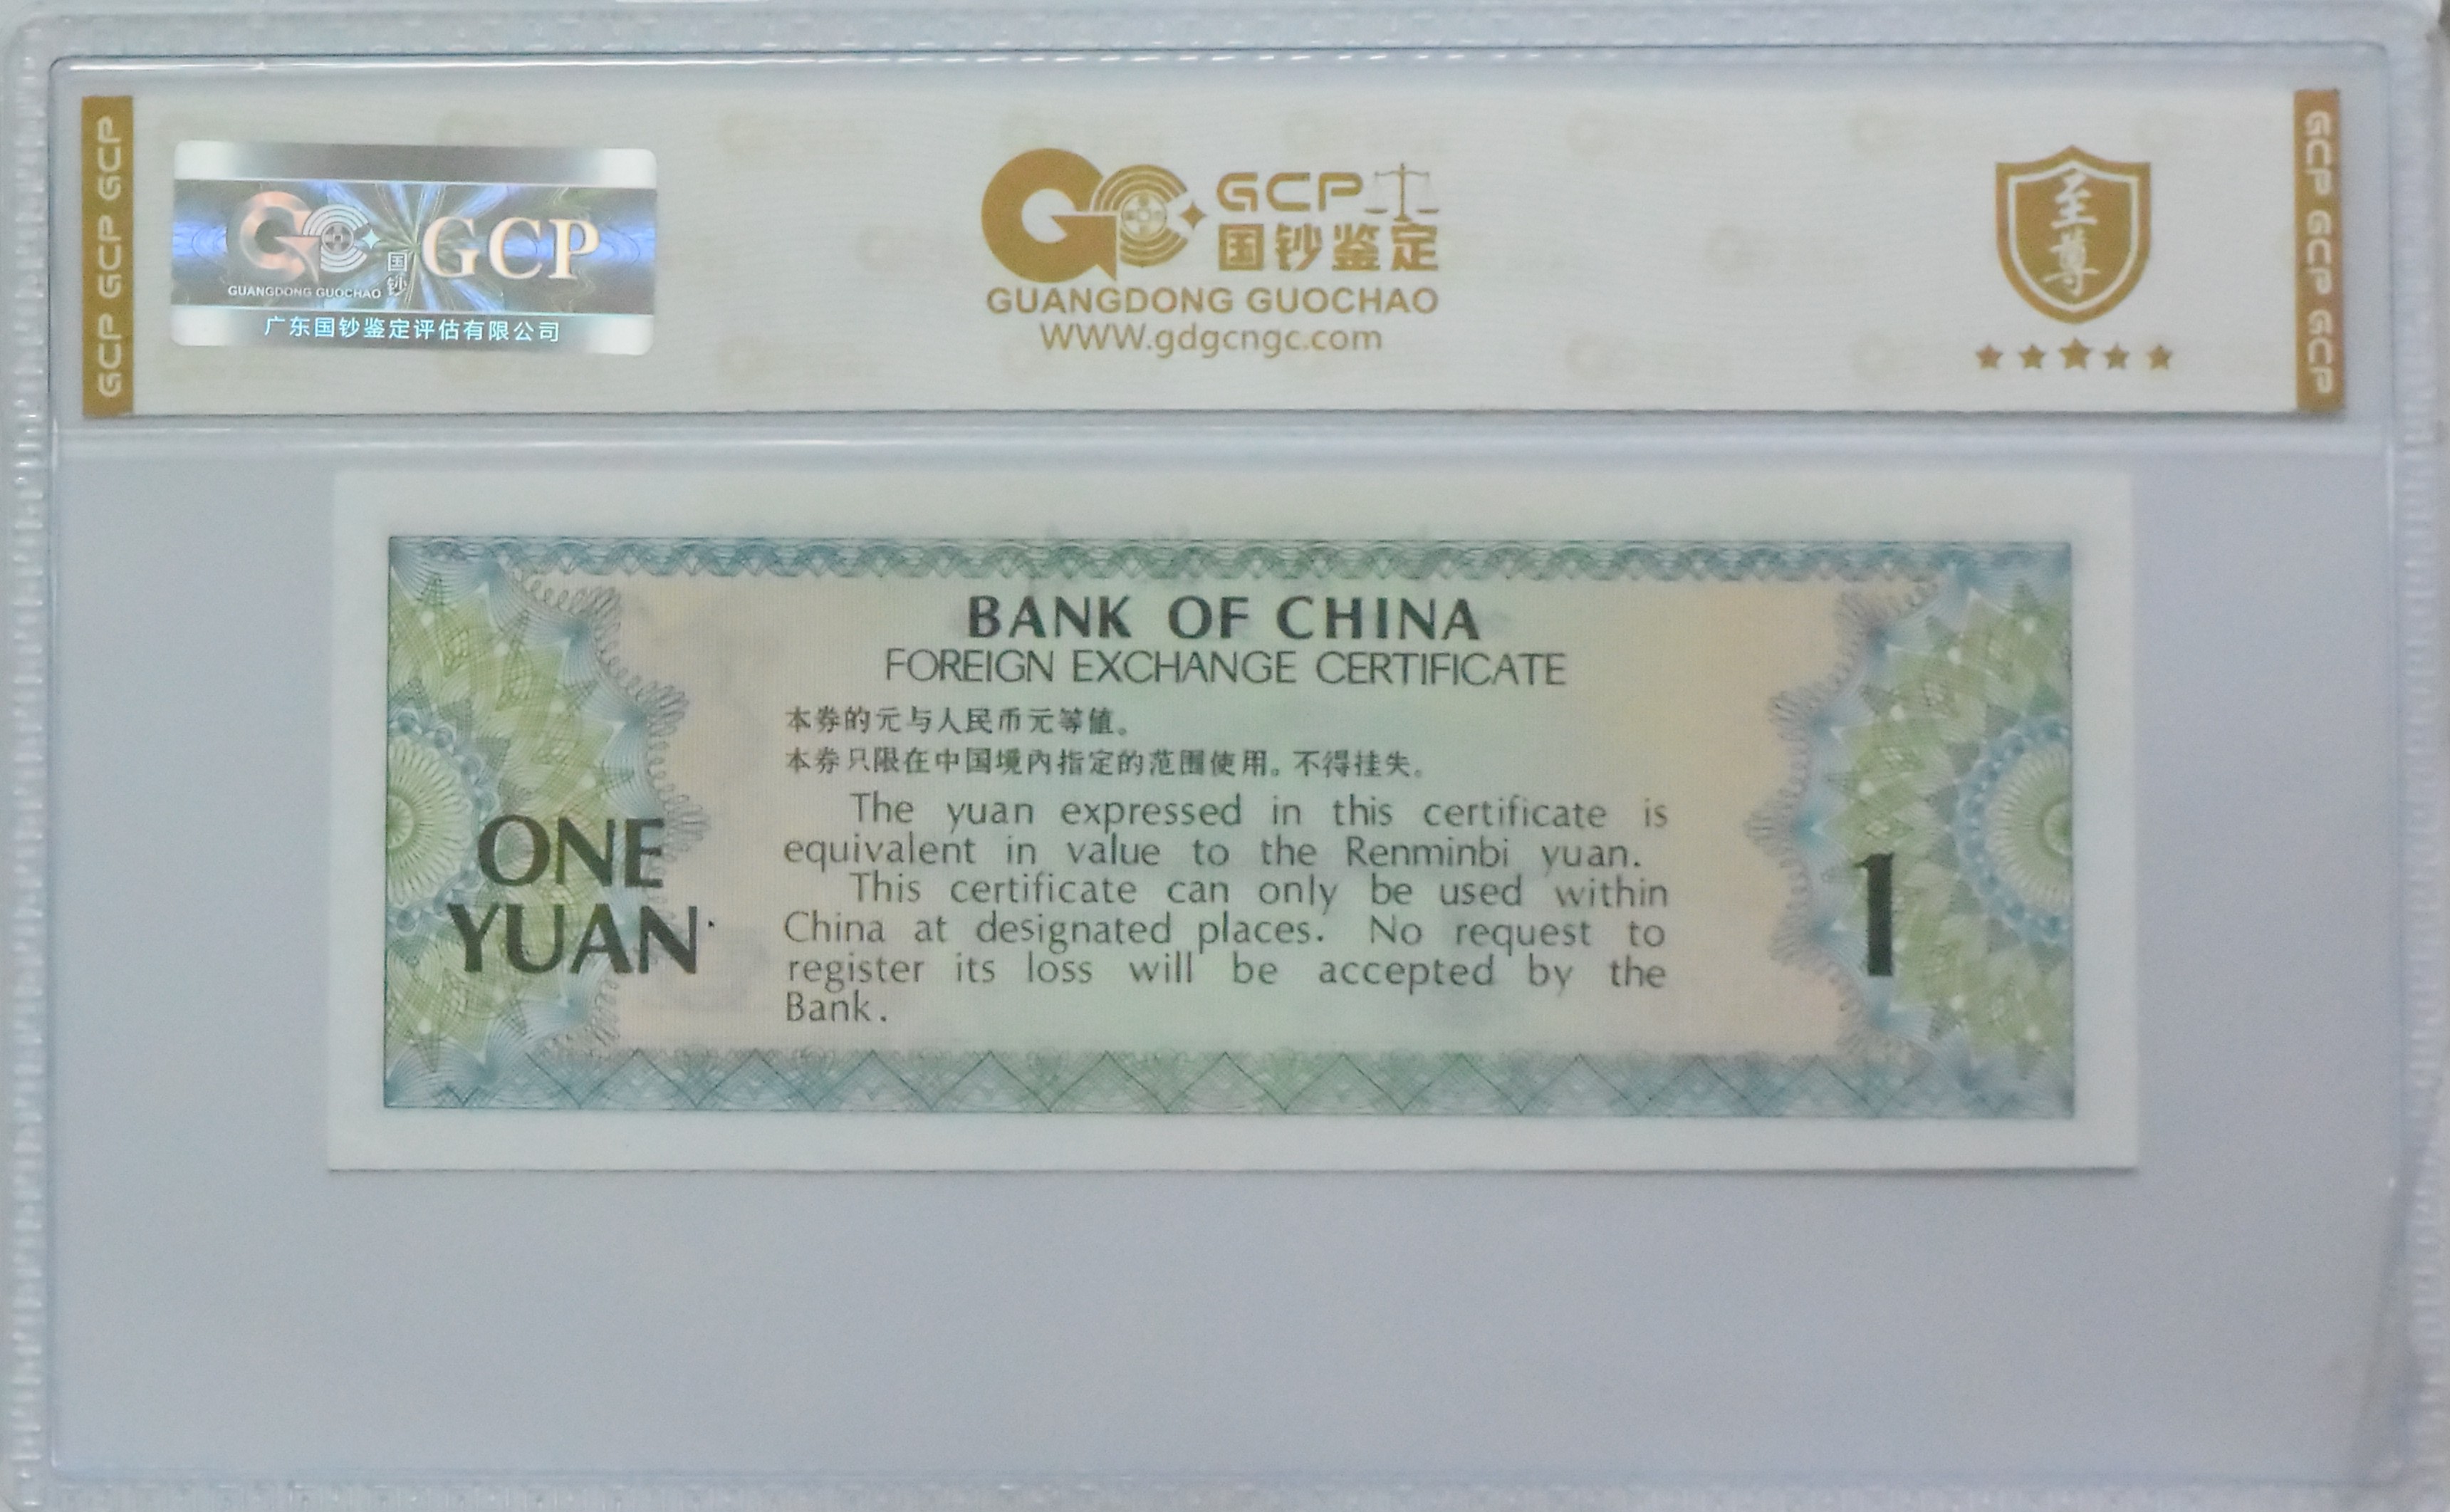 GCP GCP GCP
GCP
GUANGDONG GUOCHAO
国钞
广东国钞鉴定评估有限公司
GCP
国钞鉴定
GUANGDONG GUOCHAO
WWW.gdgcngc.com
至尊
GCP GCP GCP
BANK OF CHINA
FOREIGN EXCHANGE CERTIFICATE
本券的元与人民币元等值。
本券只限在中国境内指定的范围使用。不得挂失。
The yuan expressed in this certificate is
equivalent in value to the Renminbi yuan.
This certificate can only be used within
China at designated places. No request to
register its loss will be accepted by the
Bank.
ONE
YUAN
1